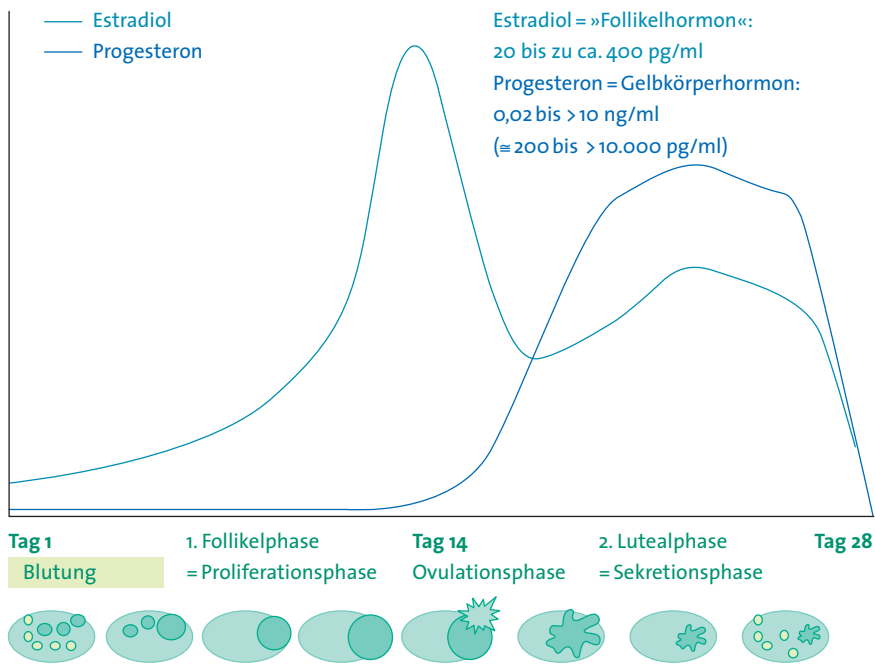 Estradiol
Progesteron
Estradiol = »Follikelhormon«:
20 bis zu ca. 400 pg/ml
Progesteron = Gelbkörperhormon:
0,02 bis >10 ng/ml
(≅ 200 bis >10.000 pg/ml)
Tag 1
Blutung
1. Follikelphase
= Proliferationsphase
Tag 14
Ovulationsphase
2. Lutealphase
= Sekretionsphase
Tag 28